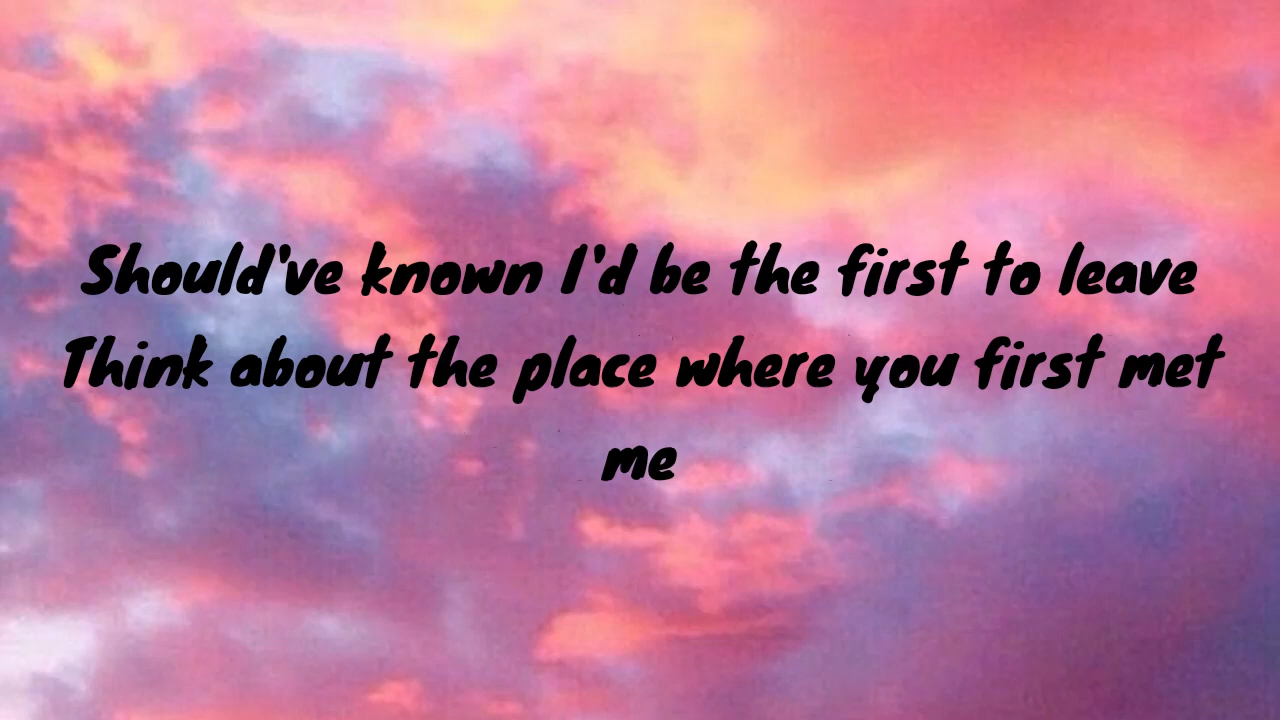 Should've known I'd be the first to leave
Think about the place where you first met
me